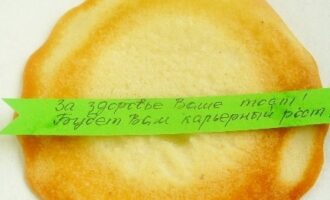 За здоровье Ваше тост!
Будет Вам карьерный рост!